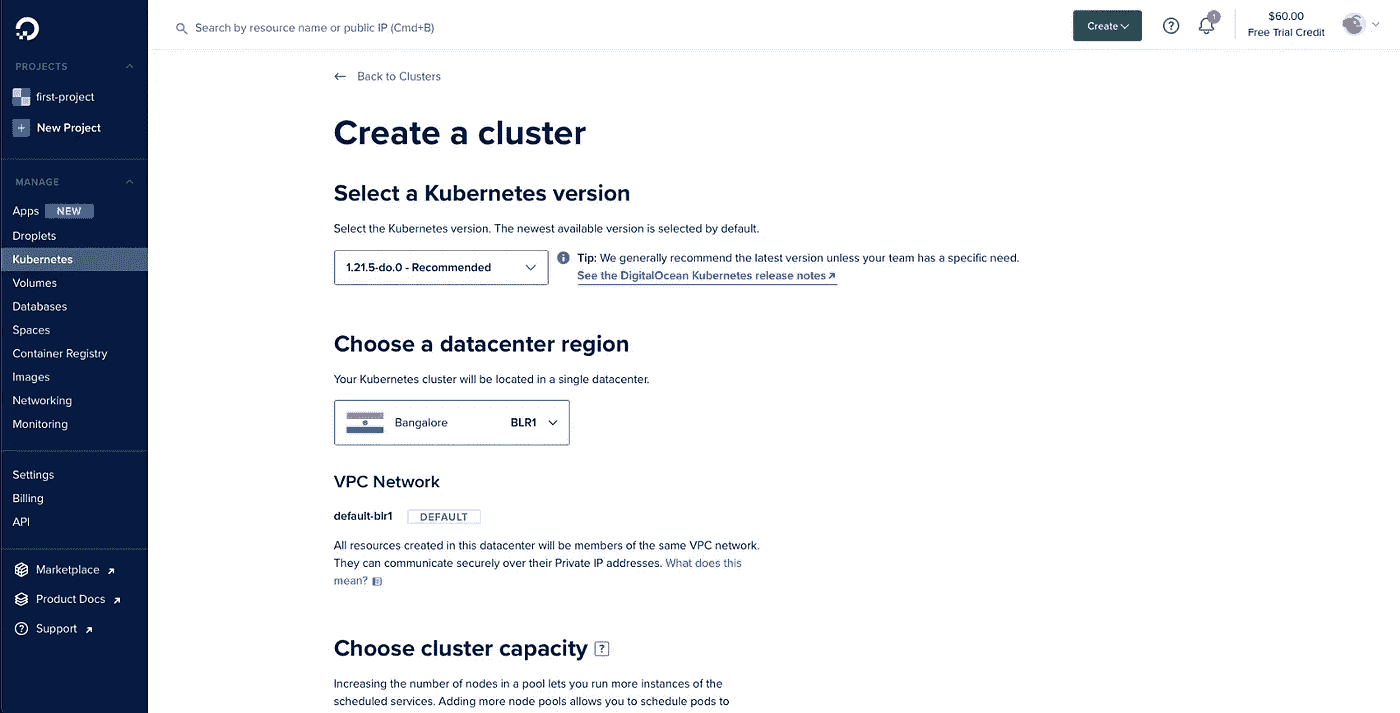 Search by resource name or public IP (Cmd+B)
Create
1
$60.00
Free Trial Credit
PROJECTS
first-project
+ New Project
MANAGE
Apps NEW
Droplets
Kubernetes
Volumes
Databases
Spaces
Container Registry
Images
Networking
Monitoring
Settings
Billing
API
Marketplace ↗
Product Docs ↗
Support ↗
← Back to Clusters
Create a cluster
Select a Kubernetes version
Select the Kubernetes version. The newest available version is selected by default.
1.21.5-do.0 - Recommended
Tip: We generally recommend the latest version unless your team has a specific need.
See the DigitalOcean Kubernetes release notes ↗
Choose a datacenter region
Your Kubernetes cluster will be located in a single datacenter.
Bangalore BLR1
VPC Network
default-blr1 DEFAULT
All resources created in this datacenter will be members of the same VPC network.
They can communicate securely over their Private IP addresses. What does this
mean?
Choose cluster capacity ?
Increasing the number of nodes in a pool lets you run more instances of the
scheduled services. Adding more node pools allows you to schedule pods to